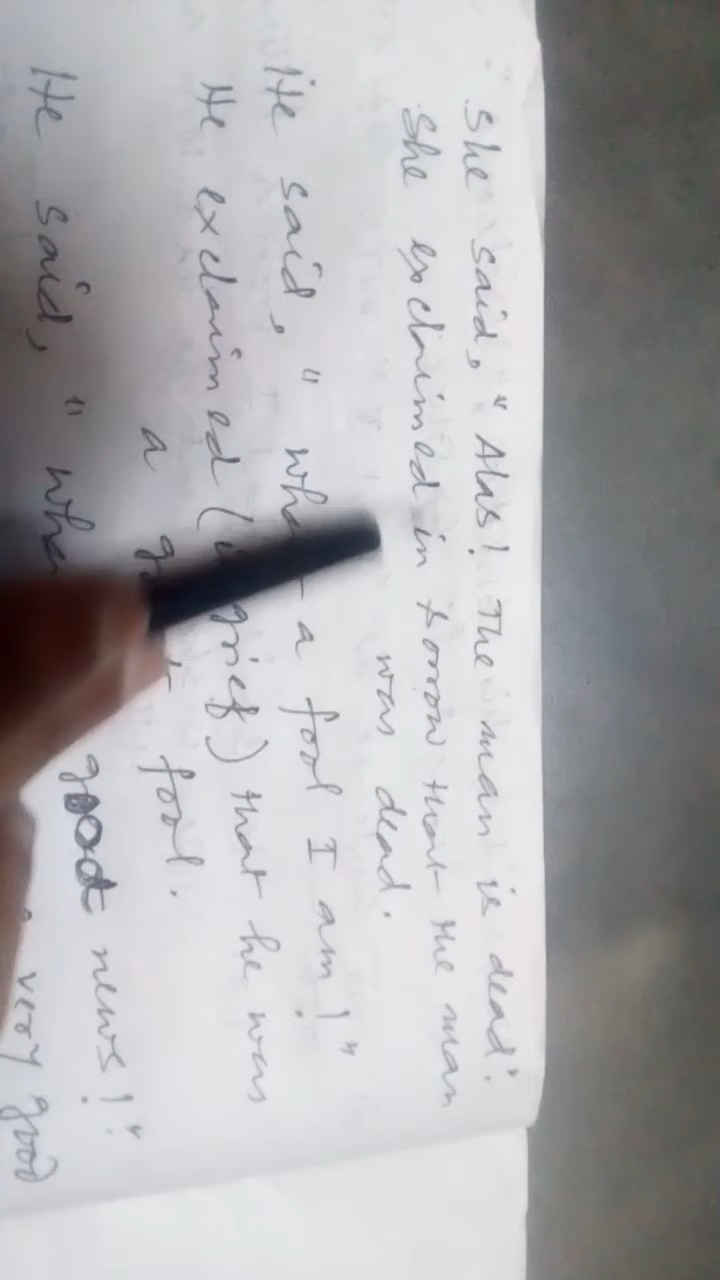 "She said, "Alas! The man is dead".
She exclaimed in sorrow that the man
was dead.
He said, " what a fool I am!"
He exclaimed ( grief) that he was
a fool.
He said, "
good news!"
very good